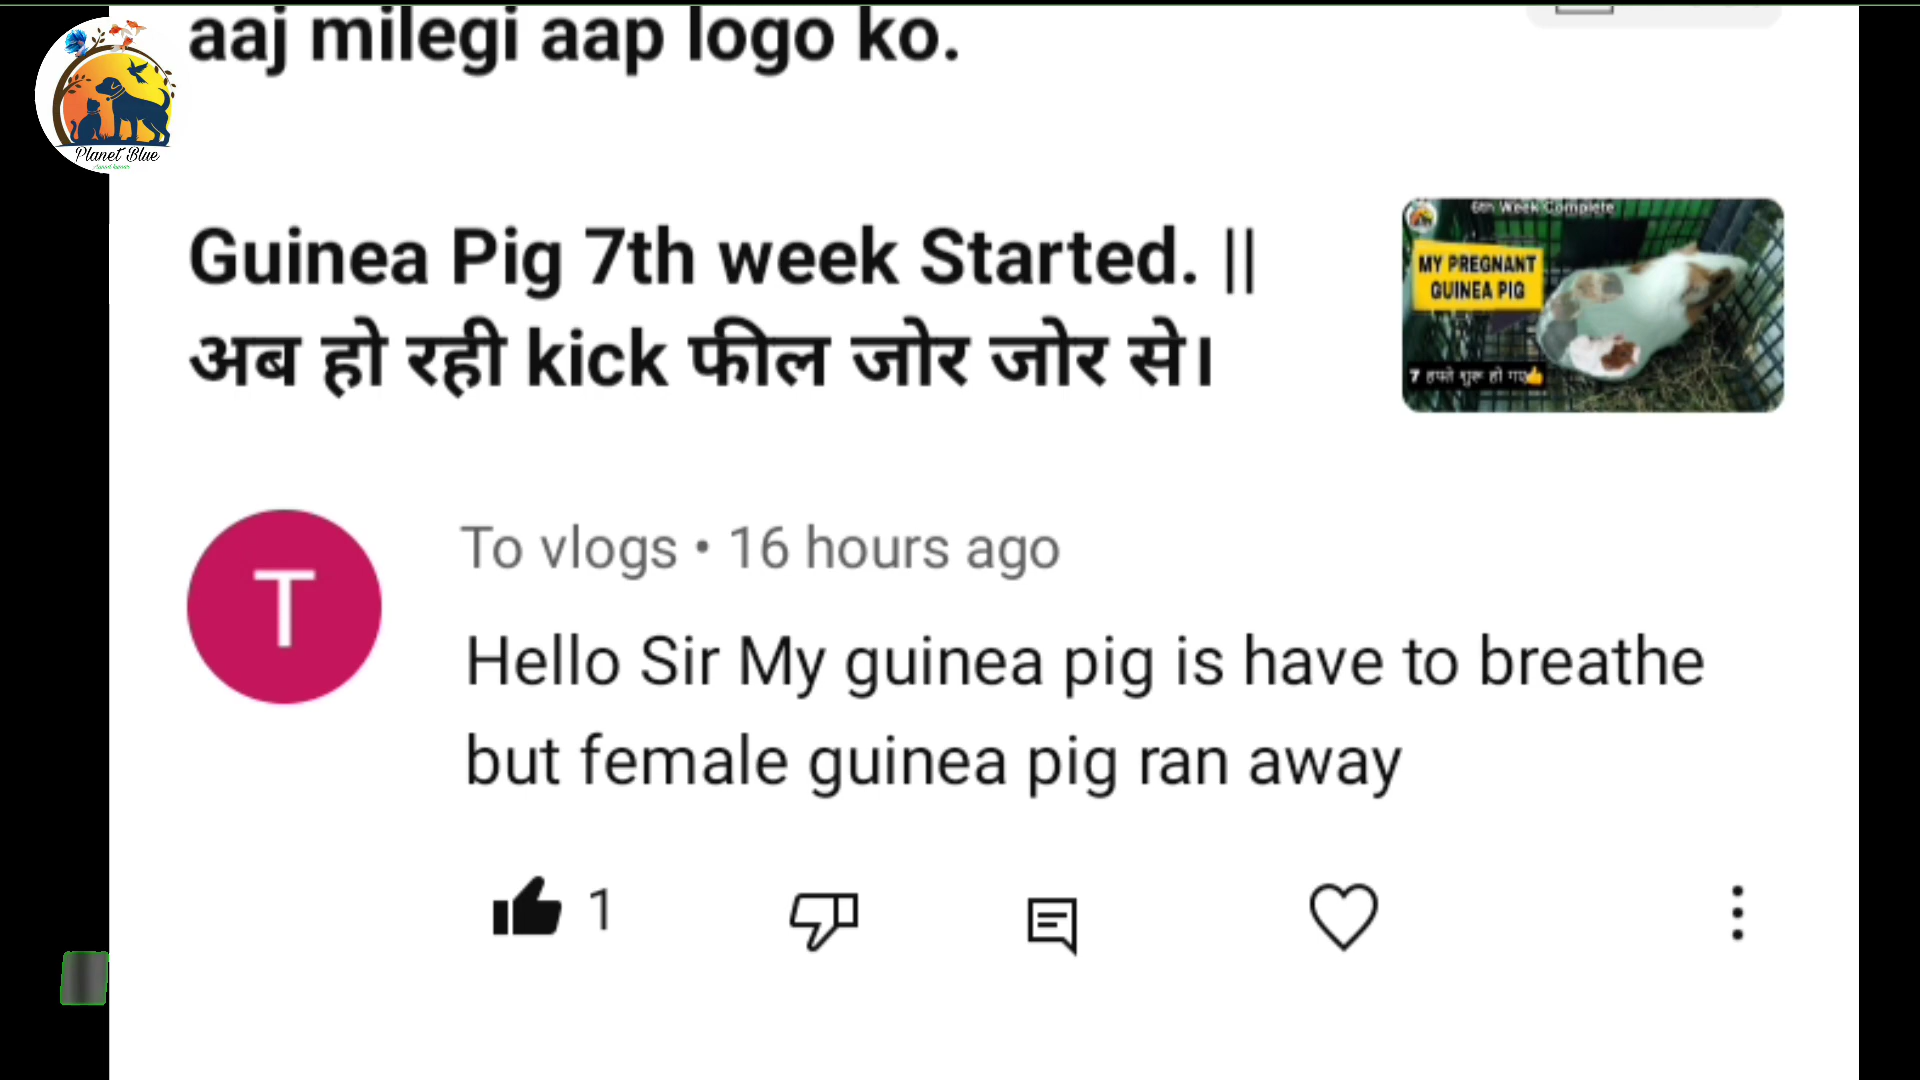 aaj milegi aap logo ko.
Planet Blue
Guinea Pig 7th week Started. ||
अब हो रही kick फील जोर जोर से।
6th Week Complete
MY PREGNANT
GUINEA PIG
7 हफ्ते शुरू हो गए
T
To vlogs • 16 hours ago
Hello Sir My guinea pig is have to breathe
but female guinea pig ran away
1